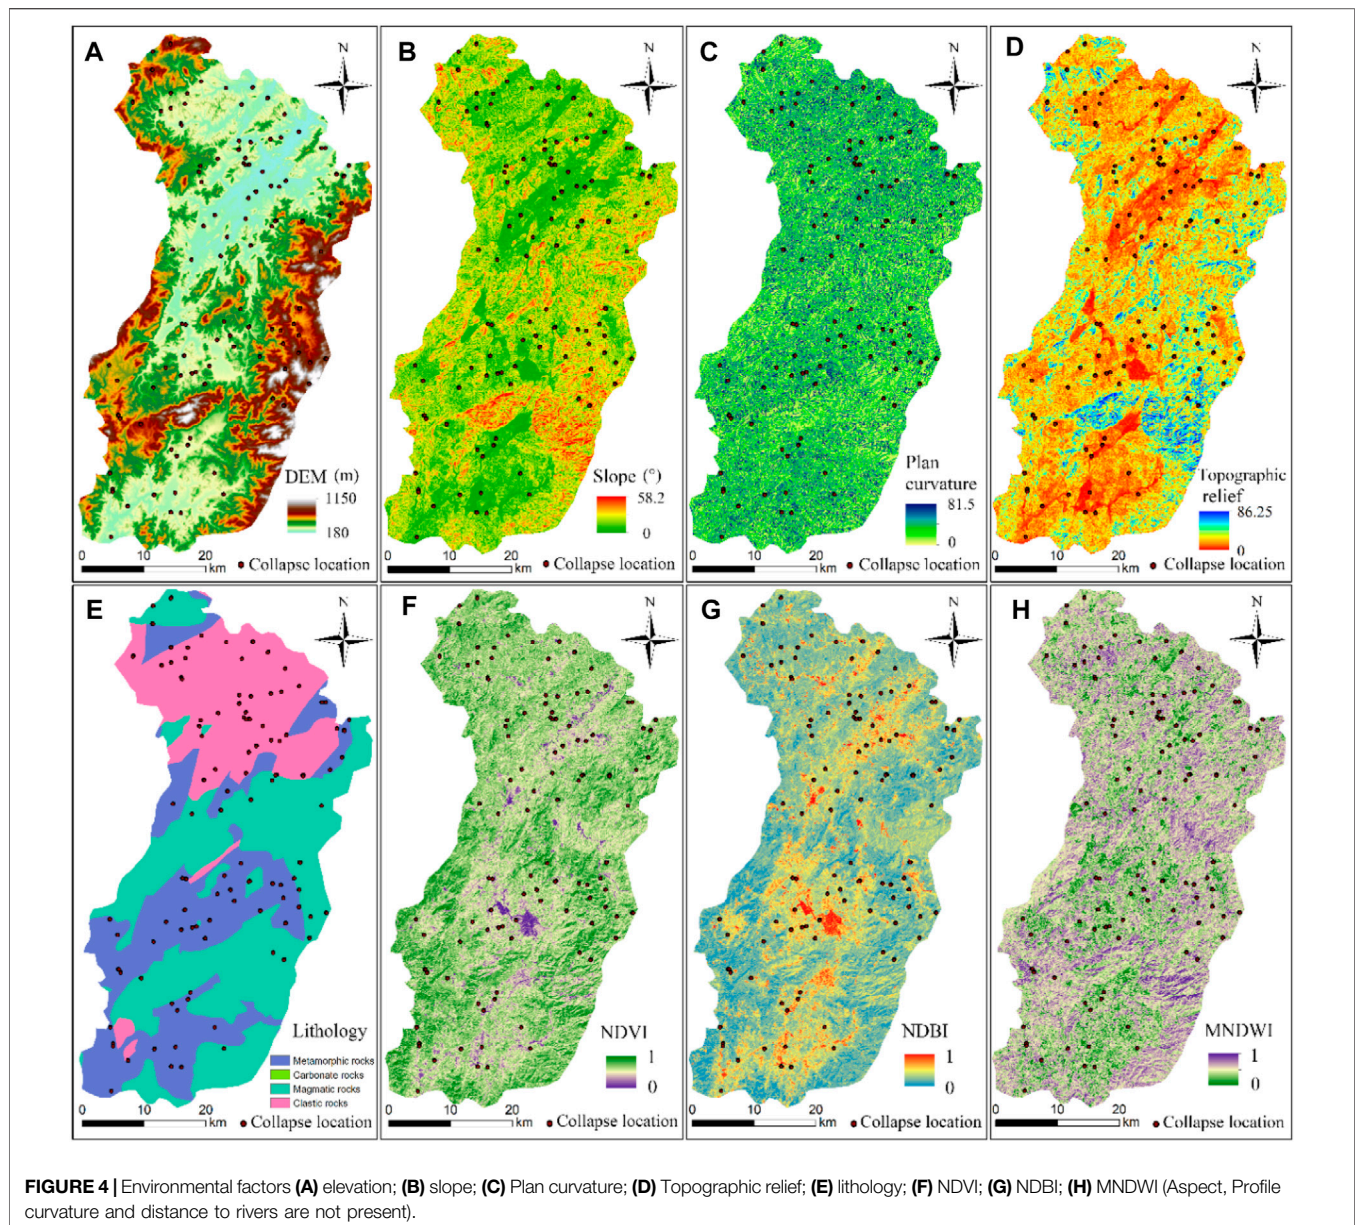 A
N
DEM (m)
1150
180
0 10 20
km
Collapse location
B
N
Slope (°)
58.2
0
0 10 20
km
Collapse location
C
N
Plan
curvature
81.5
0
0 10 20
km
Collapse location
D
N
Topographic
relief
86.25
0
0 10 20
km
Collapse location
E
N
Lithology
Metamorphic rocks
Carbonate rocks
Magmatic rocks
Clastic rocks
0 10 20
km
Collapse location
F
N
NDVI
1
0
0 10 20
km
Collapse location
G
N
NDBI
1
0
0 10 20
km
Collapse location
H
N
MNDWI
1
0
0 10 20
km
Collapse location
FIGURE 4 | Environmental factors (A) elevation; (B) slope; (C) Plan curvature; (D) Topographic relief; (E) lithology; (F) NDVI; (G) NDBI; (H) MNDWI (Aspect, Profile
curvature and distance to rivers are not present).